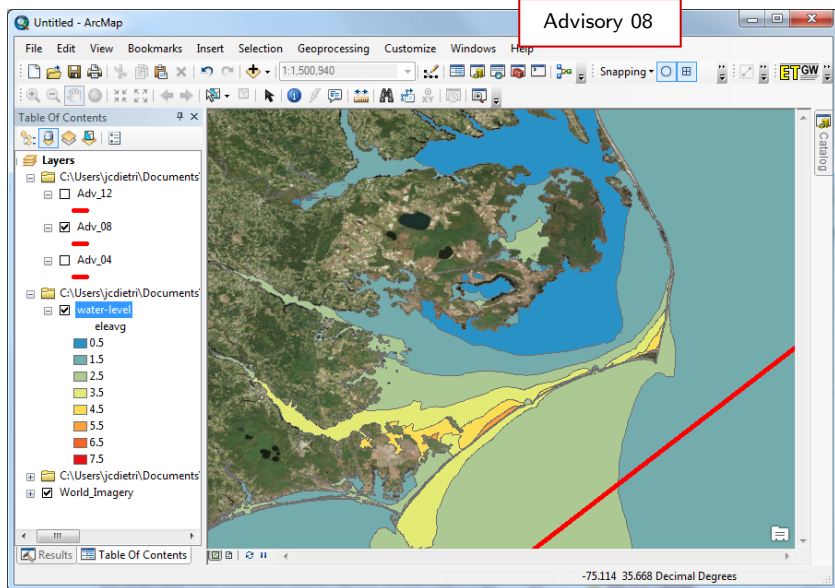 Untitled - ArcMap
Advisory 08
File Edit View Bookmarks Insert Selection Geoprocessing Customize Windows Help
1:1,500,940
Snapping
ET GW
Table Of Contents
Catalog
Layers
C:\Users\jcdietri\Documents'
Adv_12
Adv_08
Adv_04
C:\Users\jcdietri\Documents'
water-level
eleavg
0.5
1.5
2.5
3.5
4.5
5.5
6.5
7.5
C:\Users\jcdietri\Documents'
World_Imagery
Results Table Of Contents
-75.114 35.668 Decimal Degrees